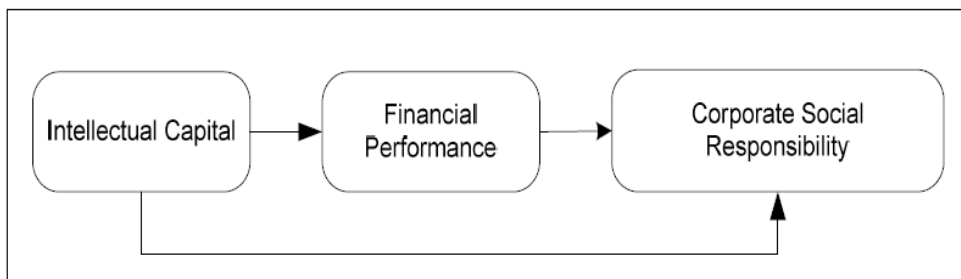 Intellectual Capital
Financial
Performance
Corporate Social
Responsibility